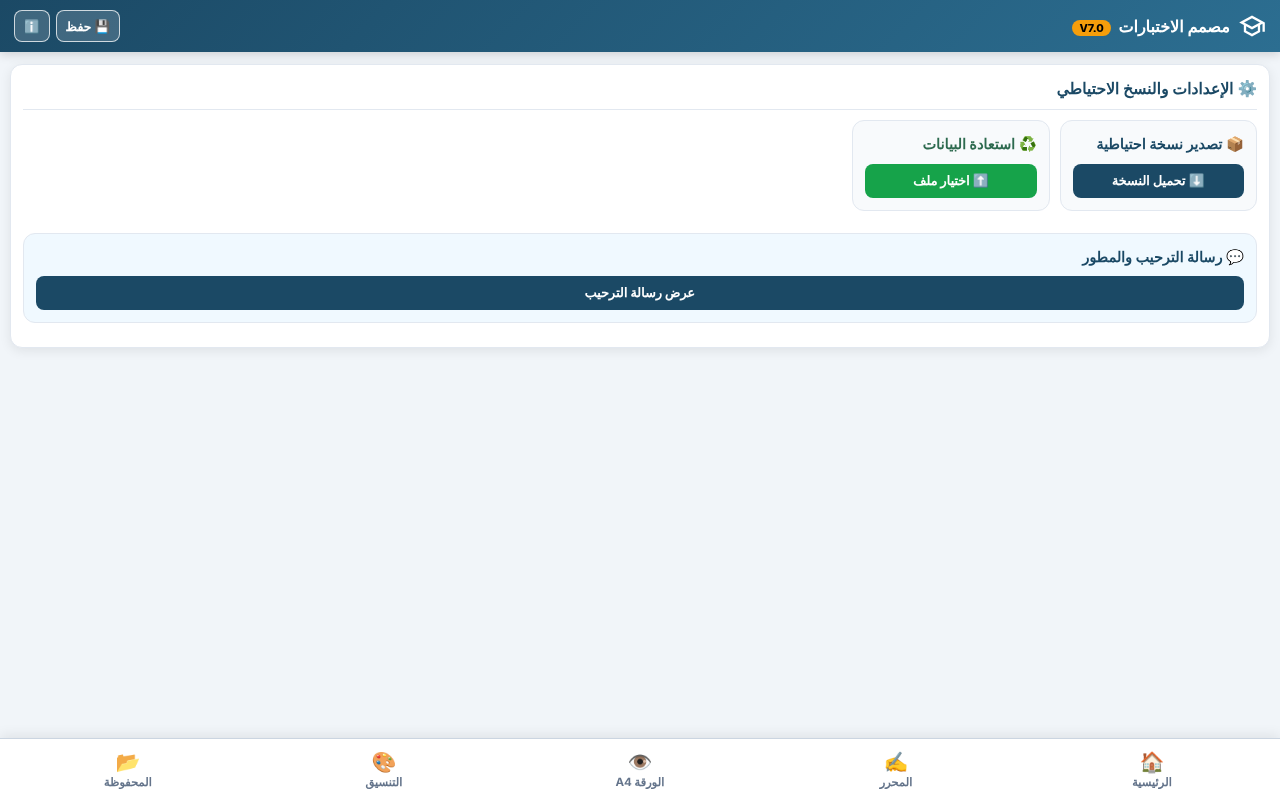 مصمم الاختبارات V7.0
💾 حفظ
ℹ️
⚙️ الإعدادات والنسخ الاحتياطي
📦 تصدير نسخة احتياطية
⬇️ تحميل النسخة
♻️ استعادة البيانات
⬆️ اختيار ملف
💬 رسالة الترحيب والمطور
عرض رسالة الترحيب
🏠 الرئيسية
✍️ المحرر
👁️ الورقة A4
🎨 التنسيق
📂 المحفوظة